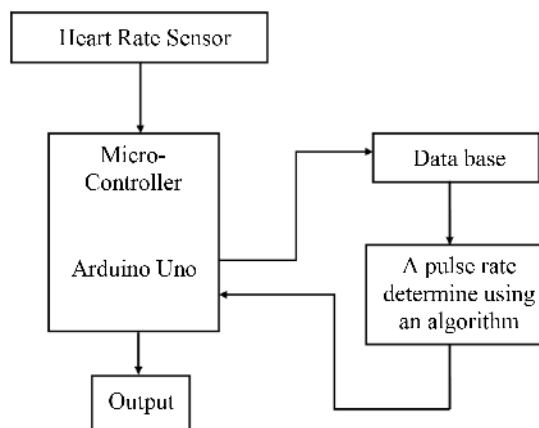 Heart Rate Sensor
Micro-
Controller
Arduino Uno
Data base
A pulse rate
determine using
an algorithm
Output